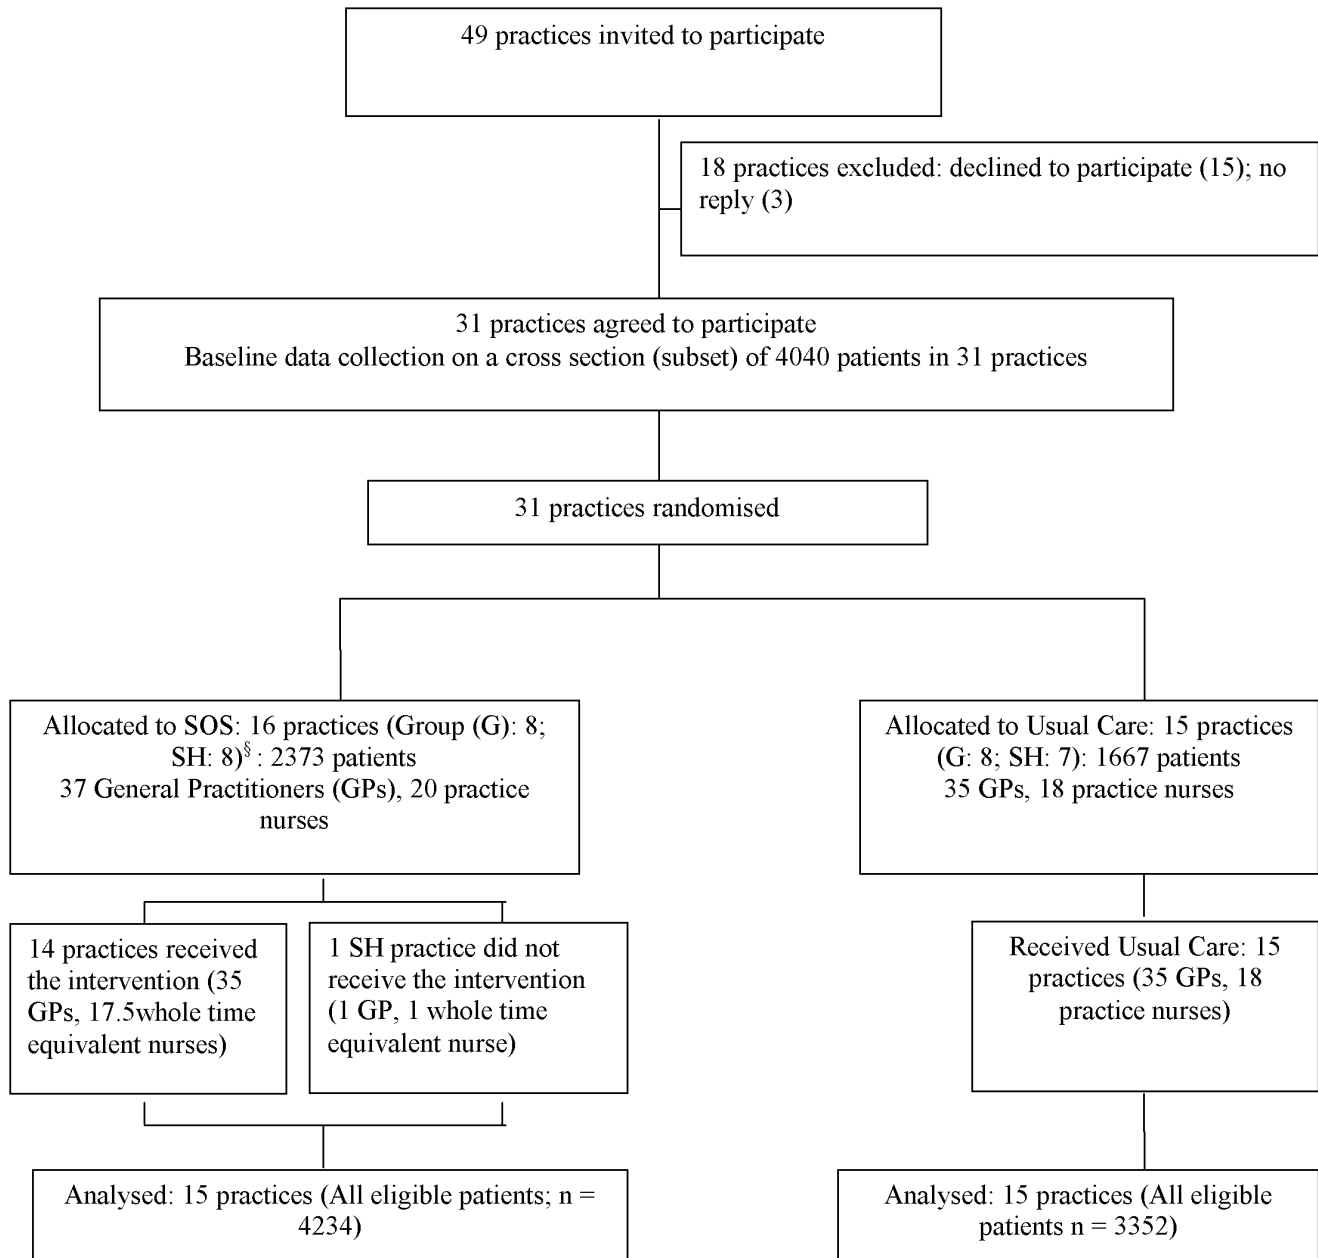 49 practices invited to participate
18 practices excluded: declined to participate (15); no
reply (3)
31 practices agreed to participate
Baseline data collection on a cross section (subset) of 4040 patients in 31 practices
31 practices randomised
Allocated to SOS: 16 practices (Group (G): 8;
SH: 8)§ : 2373 patients
37 General Practitioners (GPs), 20 practice
nurses
Allocated to Usual Care: 15 practices
(G: 8; SH: 7): 1667 patients
35 GPs, 18 practice nurses
14 practices received
the intervention (35
GPs, 17.5whole time
equivalent nurses)
1 SH practice did not
receive the intervention
(1 GP, 1 whole time
equivalent nurse)
Received Usual Care: 15
practices (35 GPs, 18
practice nurses)
Analysed: 15 practices (All eligible patients; n =
4234)
Analysed: 15 practices (All eligible
patients n = 3352)